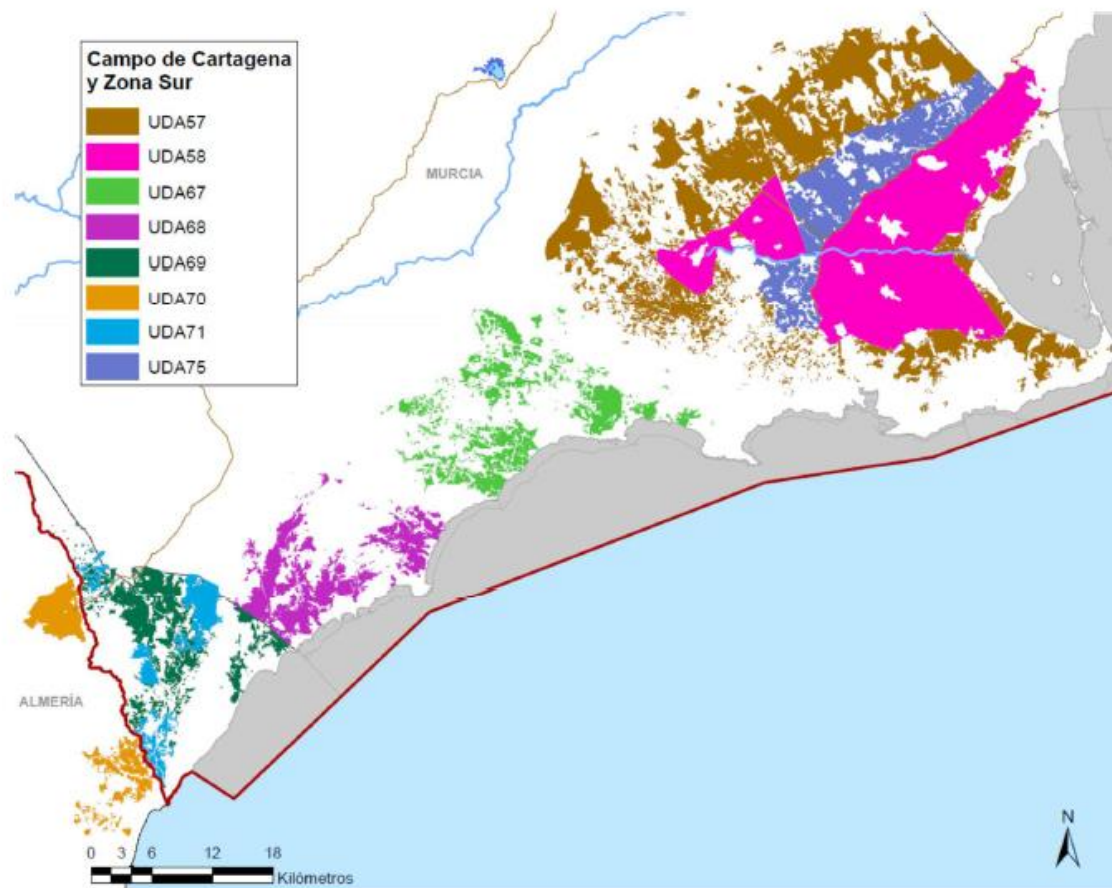 Campo de Cartagena
y Zona Sur
UDA57
UDA58
UDA67
UDA68
UDA69
UDA70
UDA71
UDA75
MURCIA
ALMERÍA
N
0 3 6 12 18
Kilómetros